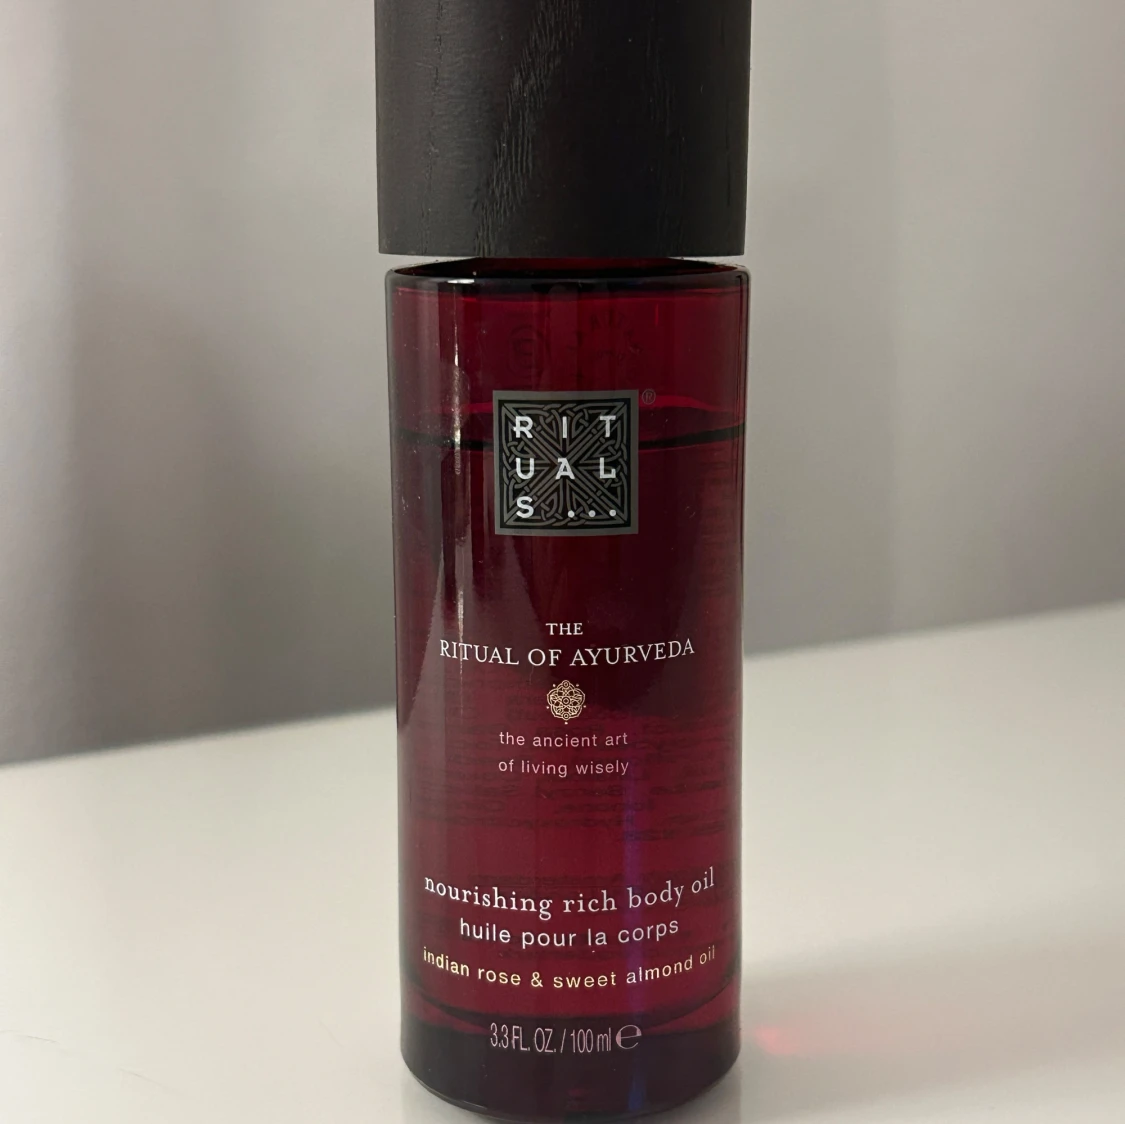 RIT
UAL
S...
®
THE
RITUAL OF AYURVEDA
the ancient art
of living wisely
nourishing rich body oil
huile pour la corps
indian rose & sweet almond oil
3.3 FL. OZ. / 100 ml ℮